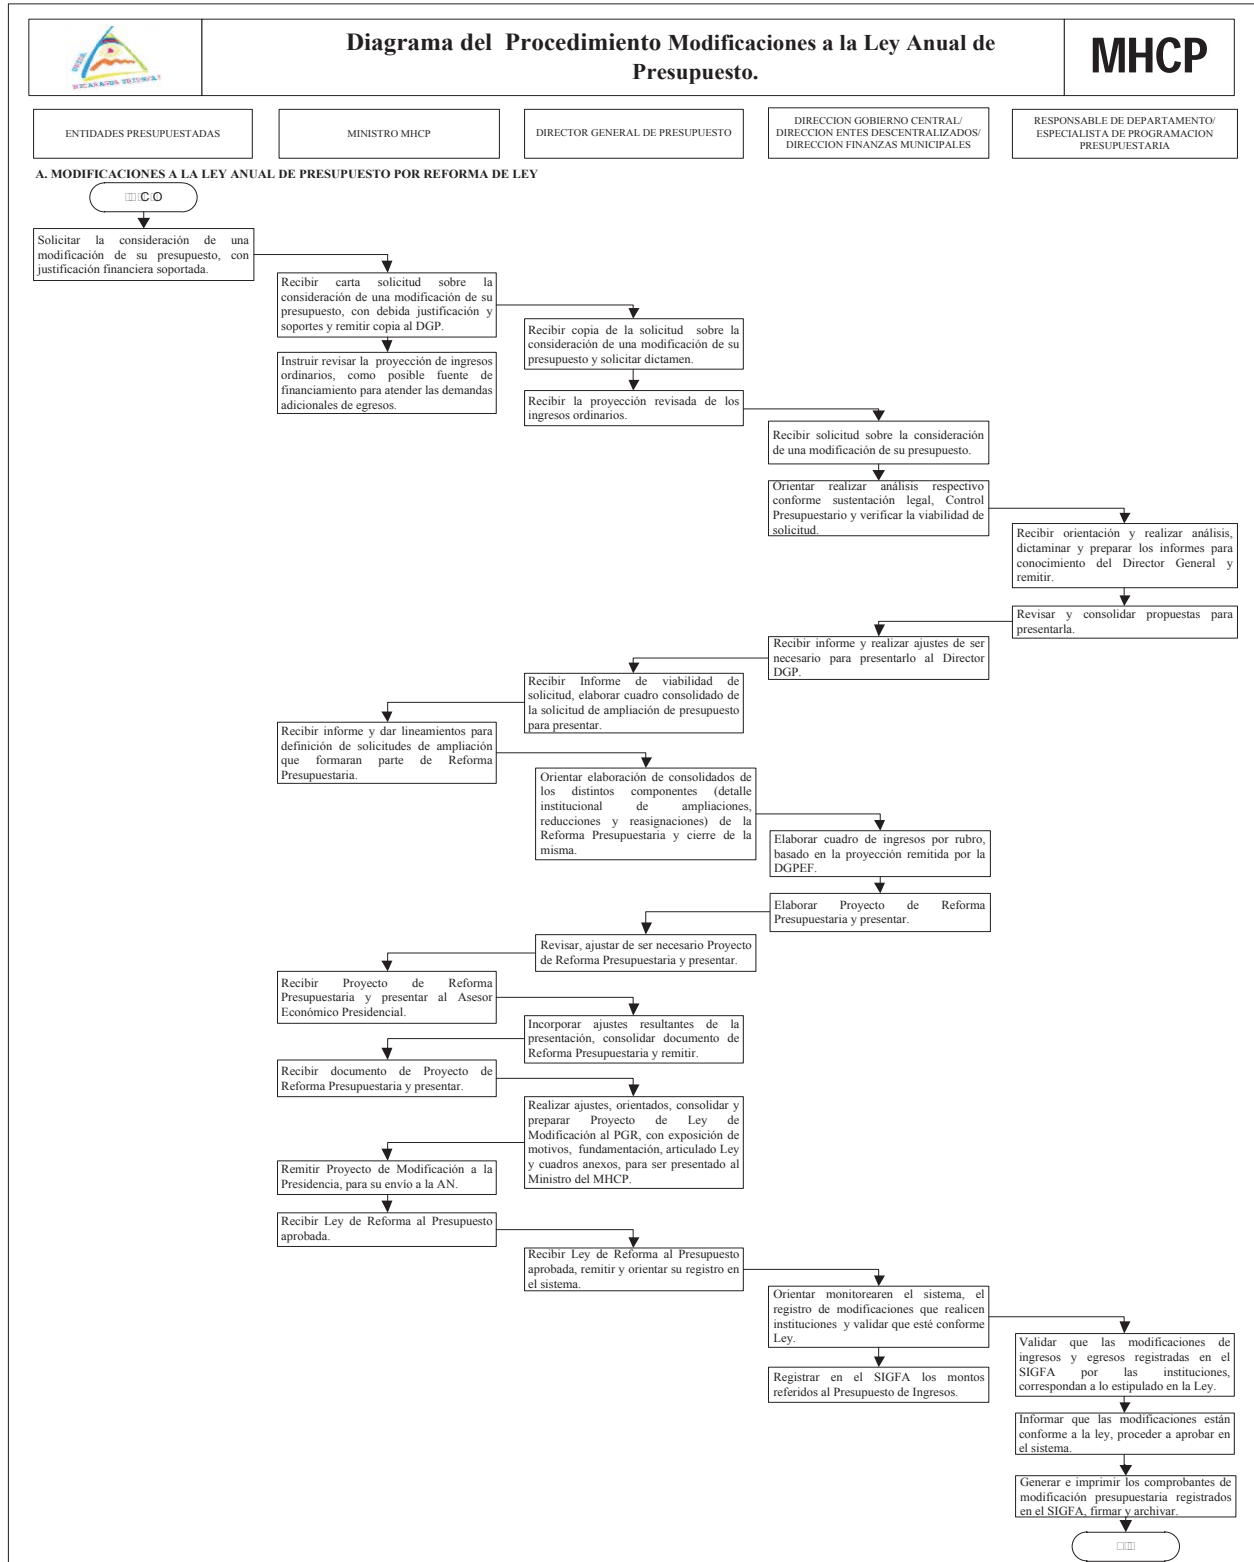 Diagrama del Procedimiento Modificaciones a la Ley Anual de
Presupuesto.
MHCP
ENTIDADES PRESUPUESTADAS
MINISTRO MHCP
DIRECTOR GENERAL DE PRESUPUESTO
DIRECCION GOBIERNO CENTRAL/
DIRECCION ENTES DESCENTRALIZADOS/
DIRECCION FINANZAS MUNICIPALES
RESPONSABLE DE DEPARTAMENTO/
ESPECIALISTA DE PROGRAMACION
PRESUPUESTARIA
A. MODIFICACIONES A LA LEY ANUAL DE PRESUPUESTO POR REFORMA DE LEY
Solicitar la consideración de una
modificación de su presupuesto, con
justificación financiera soportada.
Recibir carta solicitud sobre la
consideración de una modificación de su
presupuesto, con debida justificación y
soportes y remitir copia al DGP.
Instruir revisar la proyección de ingresos
ordinarios, como posible fuente de
financiamiento para atender las demandas
adicionales de egresos.
Recibir copia de la solicitud sobre la
consideración de una modificación de su
presupuesto y solicitar dictamen.
Recibir la proyección revisada de los
ingresos ordinarios.
Recibir solicitud sobre la consideración
de una modificación de su presupuesto.
Orientar realizar análisis respectivo
conforme sustentación legal, Control
Presupuestario y verificar la viabilidad de
solicitud.
Recibir orientación y realizar análisis,
dictaminar y preparar los informes para
conocimiento del Director General y
remitir.
Revisar y consolidar propuestas para
presentarla.
Recibir informe y realizar ajustes de ser
necesario para presentarlo al Director
DGP.
Recibir Informe de viabilidad de
solicitud, elaborar cuadro consolidado de
la solicitud de ampliación de presupuesto
para presentar.
Recibir informe y dar lineamientos para
definición de solicitudes de ampliación
que formaran parte de Reforma
Presupuestaria.
Orientar elaboración de consolidados de
los distintos componentes (detalle
institucional de ampliaciones,
reducciones y reasignaciones) de la
Reforma Presupuestaria y cierre de la
misma.
Elaborar cuadro de ingresos por rubro,
basado en la proyección remitida por la
DGPEF.
Elaborar Proyecto de Reforma
Presupuestaria y presentar.
Revisar, ajustar de ser necesario Proyecto
de Reforma Presupuestaria y presentar.
Recibir Proyecto de Reforma
Presupuestaria y presentar al Asesor
Económico Presidencial.
Incorporar ajustes resultantes de la
presentación, consolidar documento de
Reforma Presupuestaria y remitir.
Recibir documento de Proyecto de
Reforma Presupuestaria y presentar.
Realizar ajustes, orientados, consolidar y
preparar Proyecto de Ley de
Modificación al PGR, con exposición de
motivos, fundamentación, articulado Ley
y cuadros anexos, para ser presentado al
Ministro del MHCP.
Remitir Proyecto de Modificación a la
Presidencia, para su envío a la AN.
Recibir Ley de Reforma al Presupuesto
aprobada.
Recibir Ley de Reforma al Presupuesto
aprobada, remitir y orientar su registro en
el sistema.
Orientar monitorearen el sistema, el
registro de modificaciones que realicen
instituciones y validar que esté conforme
Ley.
Registrar en el SIGFA los montos
referidos al Presupuesto de Ingresos.
Validar que las modificaciones de
ingresos y egresos registradas en el
SIGFA por las instituciones,
correspondan a lo estipulado en la Ley.
Informar que las modificaciones están
conforme a la ley, proceder a aprobar en
el sistema.
Generar e imprimir los comprobantes de
modificación presupuestaria registrados
en el SIGFA, firmar y archivar.